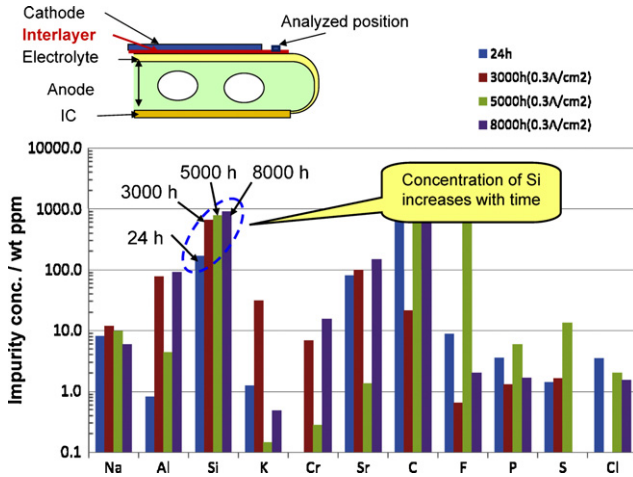 Cathode
Interlayer
Electrolyte
Anode
IC
Analyzed position
24h
3000h(0.3A/cm2)
5000h(0.3A/cm2)
8000h(0.3A/cm2)
Impurity conc. / wt ppm
10000.0
1000.0
100.0
10.0
1.0
0.1
24 h
3000 h
5000 h
8000 h
Concentration of Si
increases with time
Na Al Si K Cr Sr C F P S Cl